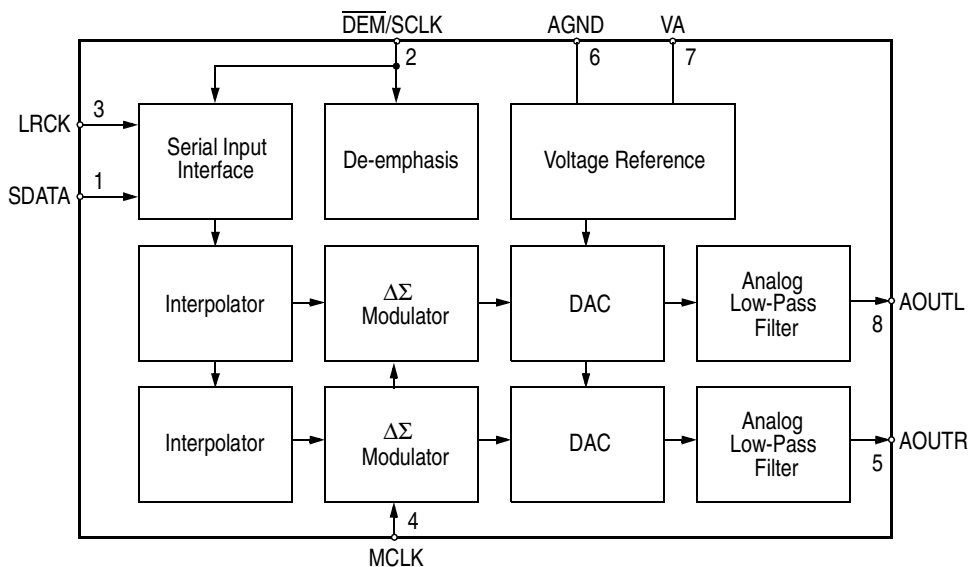 DEM/SCLK
AGND
VA
2
6
7
LRCK
3
SDATA
1
Serial Input
Interface
De-emphasis
Voltage Reference
Interpolator
ΔΣ
Modulator
DAC
Analog
Low-Pass
Filter
8
AOUTL
Interpolator
ΔΣ
Modulator
DAC
Analog
Low-Pass
Filter
5
AOUTR
4
MCLK